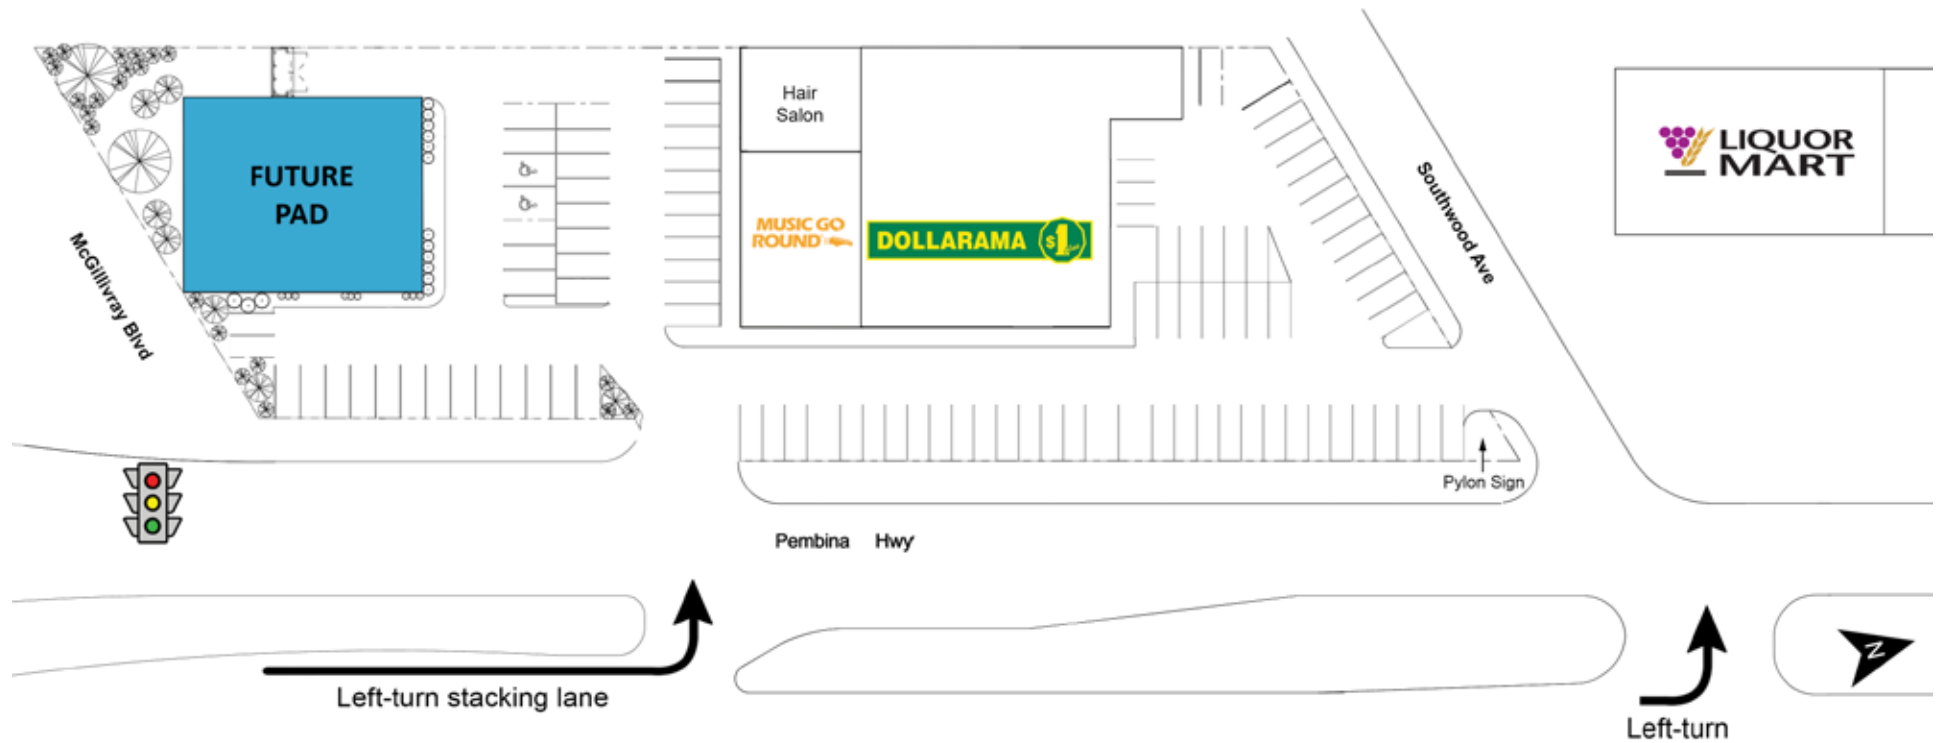 Hair
Salon
FUTURE
PAD
MUSIC GO
ROUND
DOLLARAMA $1
LIQUOR
MART
McGillivray Blvd
Southwood Ave
Pylon Sign
Pembina Hwy
Left-turn stacking lane
Left-turn
N